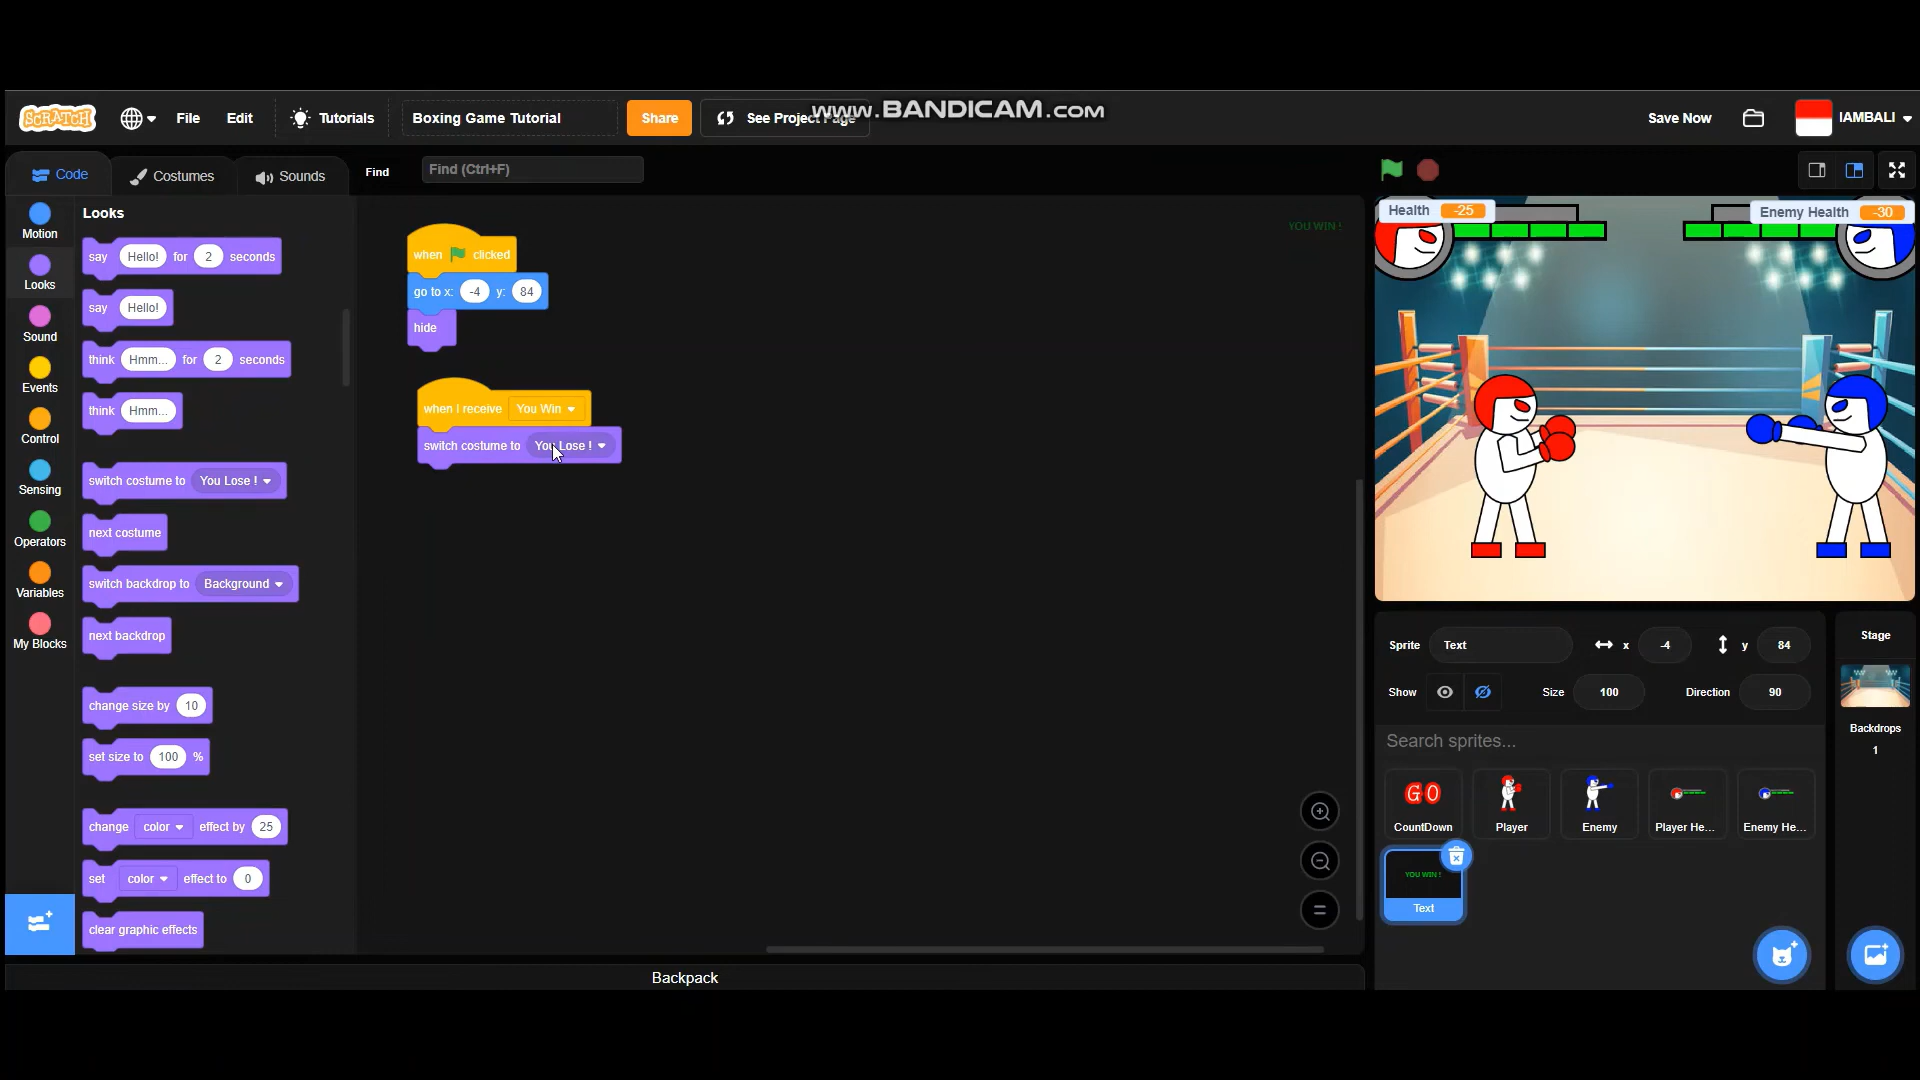 SCRATCH
File
Edit
Tutorials
Boxing Game Tutorial
Share
See Project Page
www.BANDICAM.com
Save Now
IAMBALI
Code
Costumes
Sounds
Find
Find (Ctrl+F)
Motion
Looks
Sound
Events
Control
Sensing
Operators
Variables
My Blocks
Looks
say Hello! for 2 seconds
say Hello!
think Hmm... for 2 seconds
think Hmm...
switch costume to You Lose !
next costume
switch backdrop to Background
next backdrop
change size by 10
set size to 100 %
change color effect by 25
set color effect to 0
clear graphic effects
when clicked
go to x: -4 y: 84
hide
when I receive You Win
switch costume to You Lose !
YOU WIN !
Backpack
Health -25
Enemy Health -30
Sprite Text x -4 y 84
Show Size 100 Direction 90
Search sprites...
GO
CountDown
Player
Enemy
Player He...
Enemy He...
YOU WIN !
Text
Stage
Backdrops
1